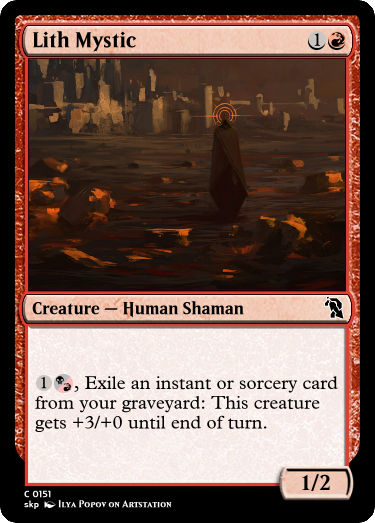 Lith Mystic 1
Creature — Human Shaman
1, Exile an instant or sorcery card
from your graveyard: This creature
gets +3/+0 until end of turn.
1/2
C 0151
skp Ilya Popov on Artstation